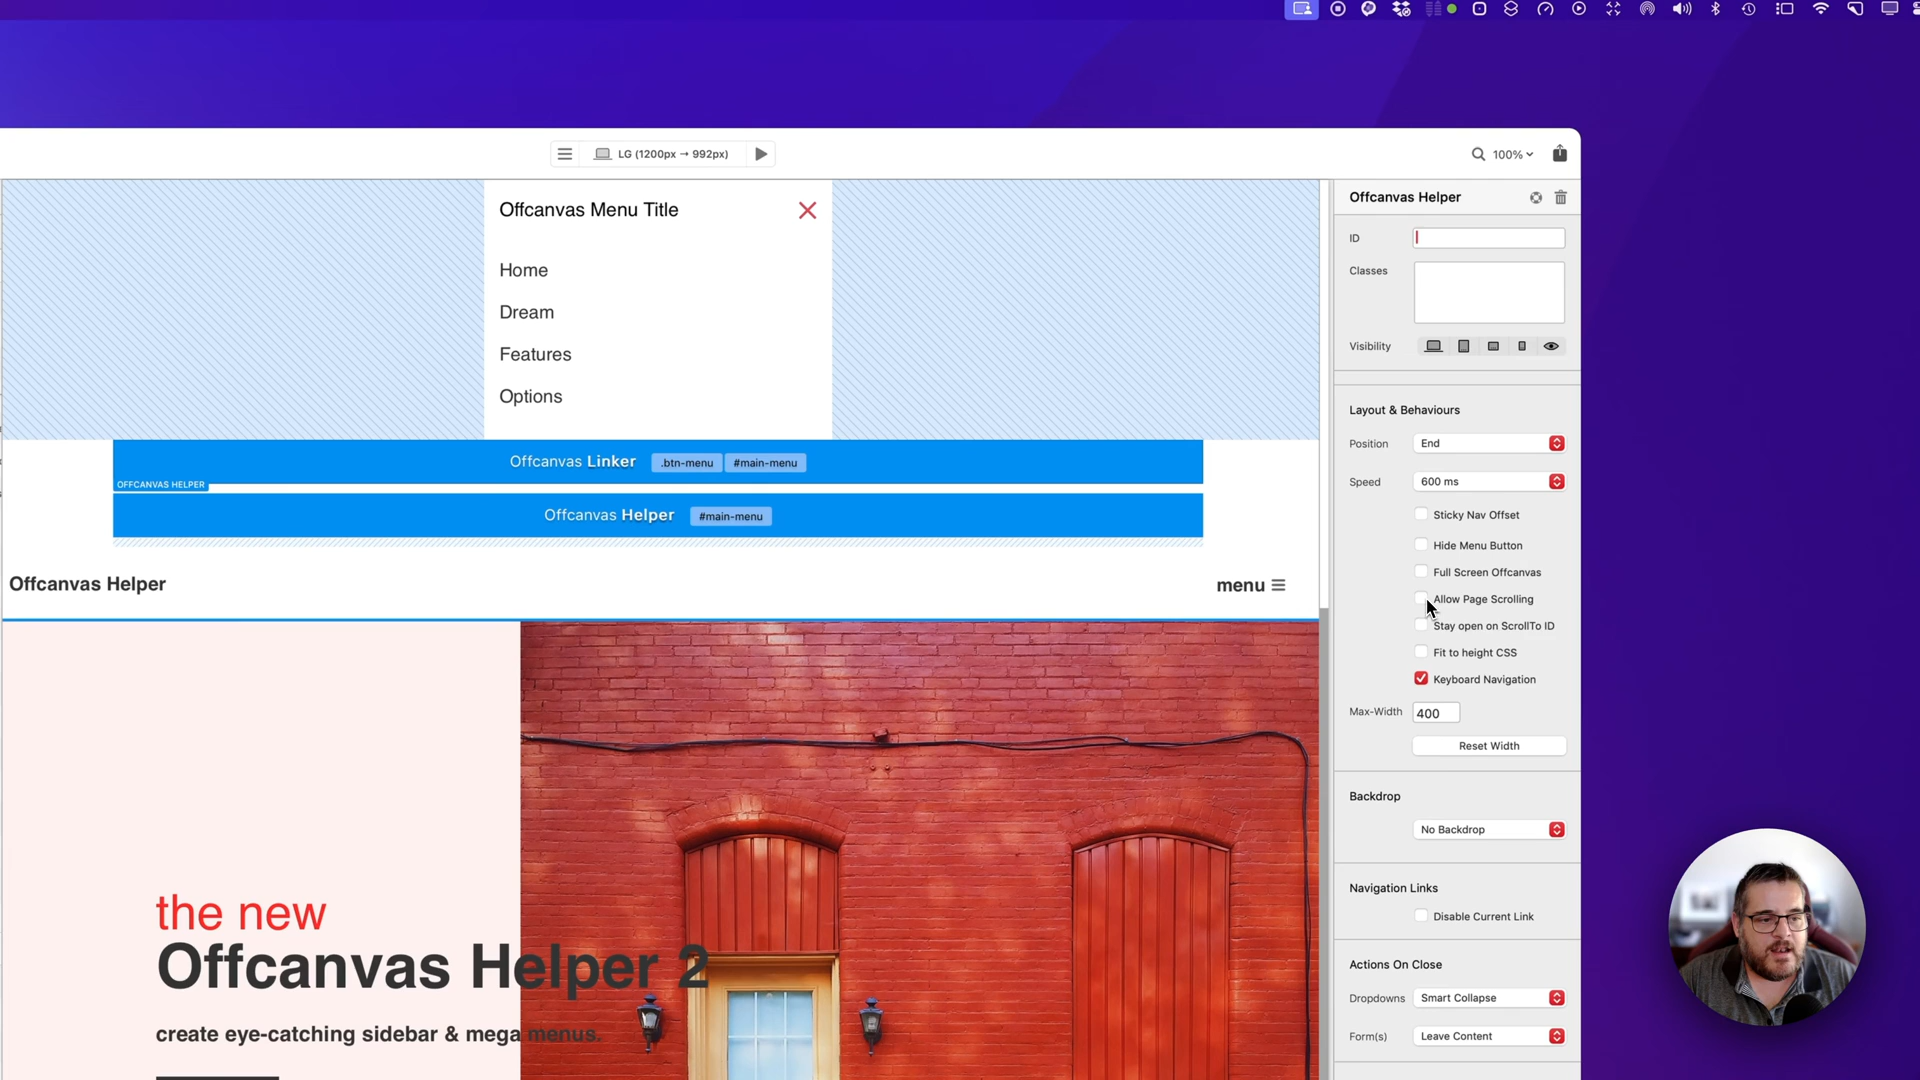 LG (1200px → 992px)
100%
Offcanvas Menu Title
Home
Dream
Features
Options
Offcanvas Linker .btn-menu #main-menu
OFFCANVAS HELPER
Offcanvas Helper #main-menu
Offcanvas Helper
menu
the new
Offcanvas Helper 2
create eye-catching sidebar & mega menus.
Offcanvas Helper
ID
Classes
Visibility
Layout & Behaviours
Position End
Speed 600 ms
Sticky Nav Offset
Hide Menu Button
Full Screen Offcanvas
Allow Page Scrolling
Stay open on ScrollTo ID
Fit to height CSS
Keyboard Navigation
Max-Width 400
Reset Width
Backdrop
No Backdrop
Navigation Links
Disable Current Link
Actions On Close
Dropdowns Smart Collapse
Form(s) Leave Content